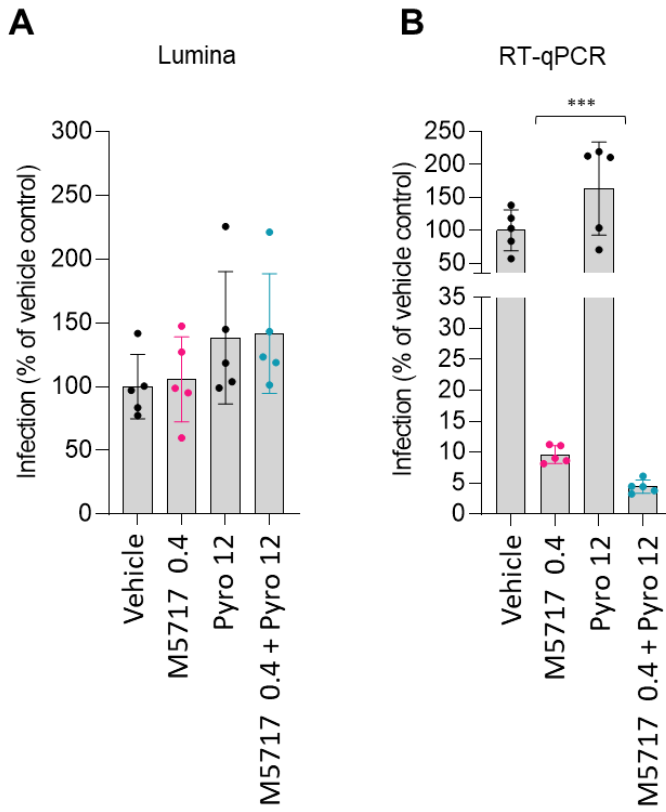 A
Lumina
Infection (% of vehicle control)
300
250
200
150
100
50
0
Vehicle
M5717 0.4
Pyro 12
M5717 0.4 + Pyro 12
B
RT-qPCR
***
Infection (% of vehicle control)
250
200
150
100
50
35
30
25
20
15
10
5
0
Vehicle
M5717 0.4
Pyro 12
M5717 0.4 + Pyro 12